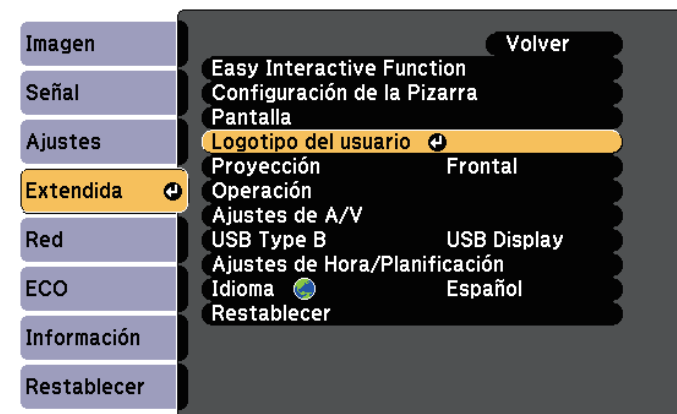 Imagen
Señal
Ajustes
Extendida
Red
ECO
Información
Restablecer
Volver
Easy Interactive Function
Configuración de la Pizarra
Pantalla
Logotipo del usuario
Proyección Frontal
Operación
Ajustes de A/V
USB Type B USB Display
Ajustes de Hora/Planificación
Idioma Español
Restablecer